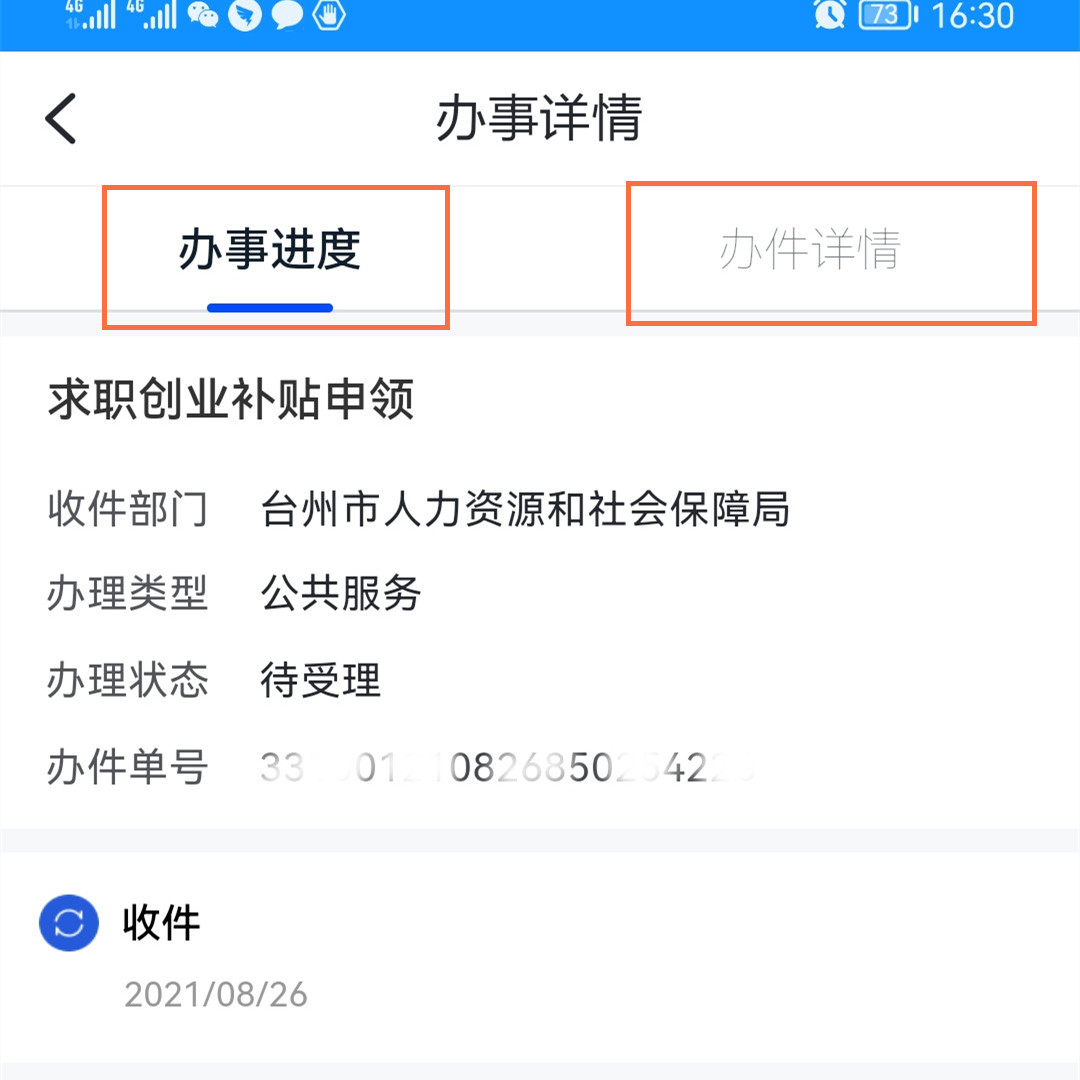 4G 4G 73 16:30
办事详情
办事进度 办件详情
求职创业补贴申领
收件部门 台州市人力资源和社会保障局
办理类型 公共服务
办理状态 待受理
办件单号
收件
2021/08/26